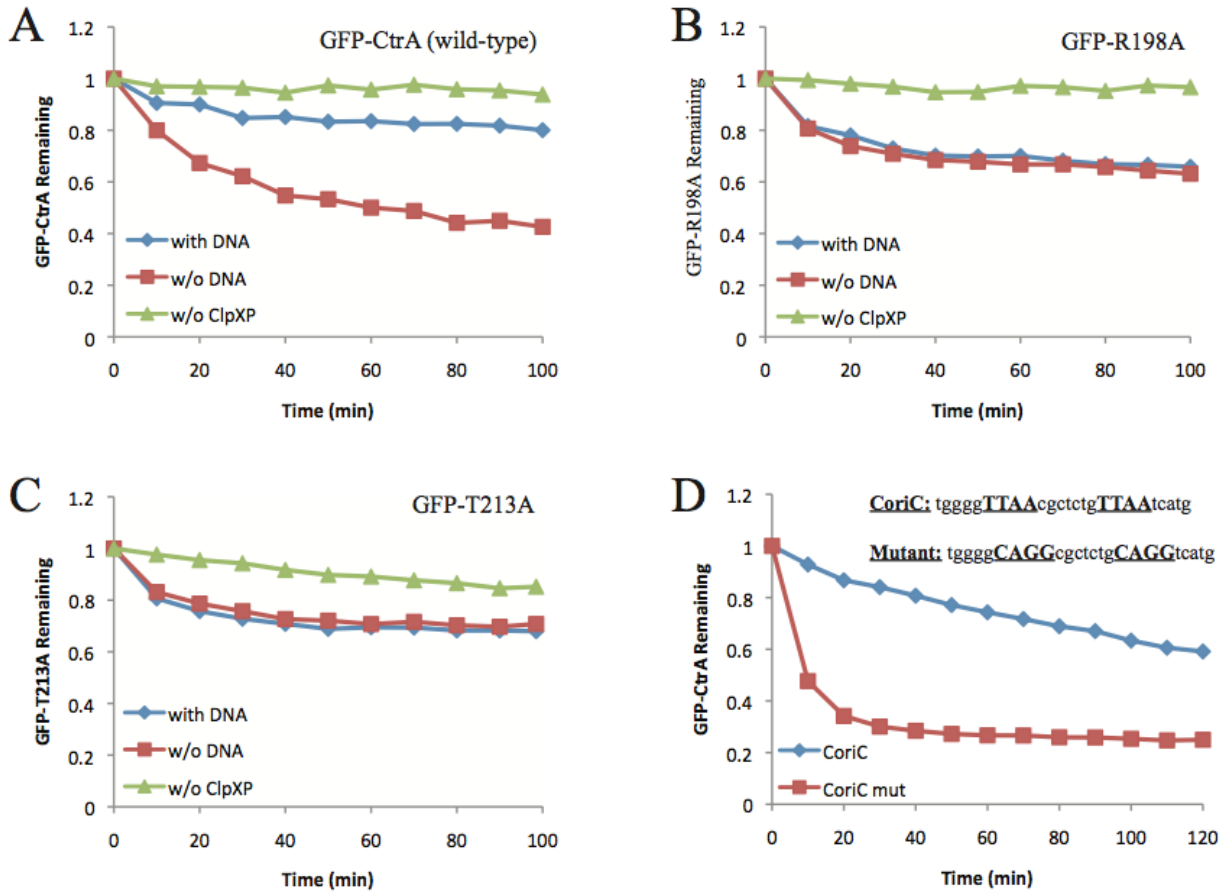 A
GFP-CtrA (wild-type)
GFP-CtrA Remaining
1.2
1
0.8
0.6
0.4
0.2
0
with DNA
w/o DNA
w/o ClpXP
0 20 40 60 80 100
Time (min)
B
GFP-R198A
GFP-R198A Remaining
1.2
1
0.8
0.6
0.4
0.2
0
with DNA
w/o DNA
w/o ClpXP
0 20 40 60 80 100
Time (min)
C
GFP-T213A
GFP-T213A Remaining
1.2
1
0.8
0.6
0.4
0.2
0
with DNA
w/o DNA
w/o ClpXP
0 20 40 60 80 100
Time (min)
D
CoriC: tggggTTAAcgctctgTTAAtcatg
Mutant: tggggCAGGcgctctgCAGGtcatg
GFP-CtrA Remaining
1.2
1
0.8
0.6
0.4
0.2
0
CoriC
CoriC mut
0 20 40 60 80 100 120
Time (min)